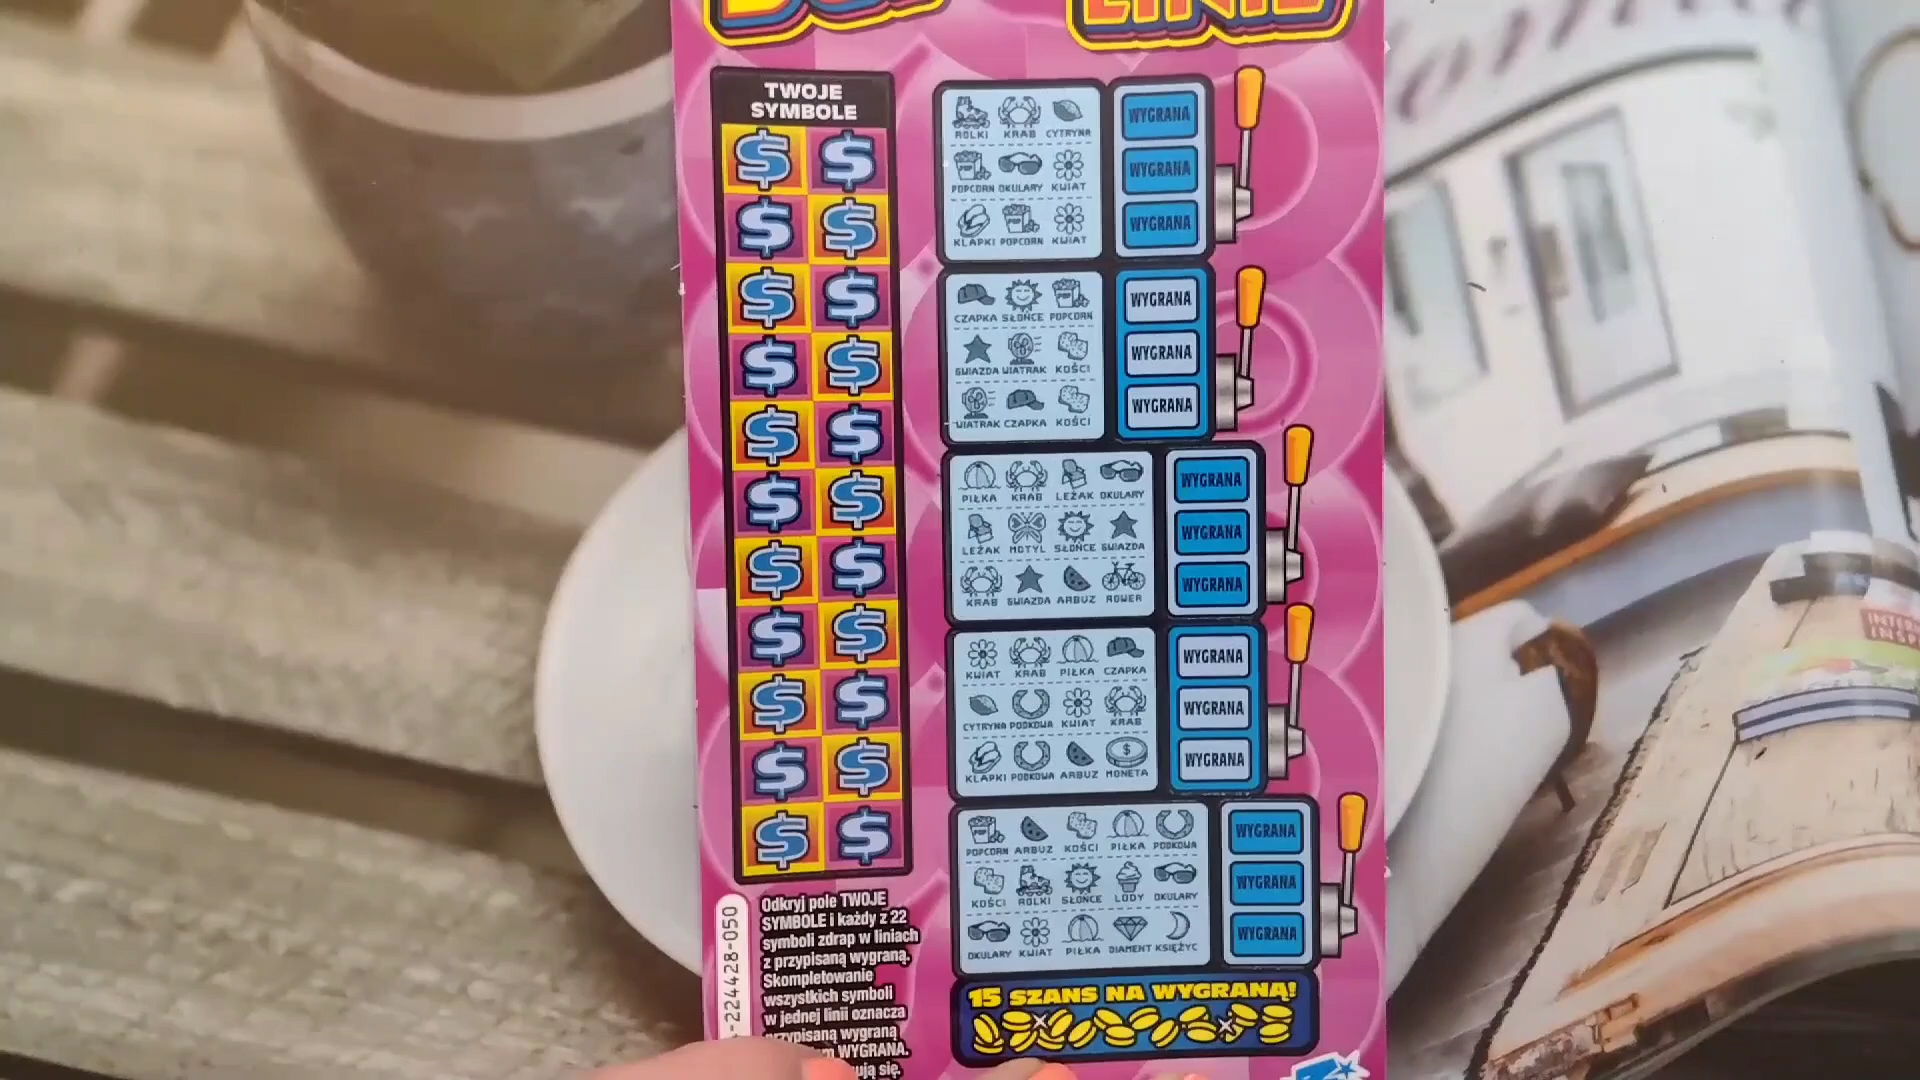 LINIE
TWOJE
SYMBOLE
ROLKI KRAB CYTRYNA
POPCORN OKULARY KWIAT
KLAPKI POPCORN KWIAT
WYGRANA
WYGRANA
WYGRANA
CZAPKA SŁOŃCE POPCORN
GWIAZDA WIATRAK KOŚCI
WIATRAK CZAPKA KOŚCI
WYGRANA
WYGRANA
WYGRANA
PIŁKA KRAB LEŻAK OKULARY
LEŻAK MOTYL SŁOŃCE GWIAZDA
KRAB GWIAZDA ARBUZ ROWER
WYGRANA
WYGRANA
WYGRANA
KWIAT KRAB PIŁKA CZAPKA
CYTRYNA PODKOWA KWIAT KRAB
KLAPKI PODKOWA ARBUZ MONETA
WYGRANA
WYGRANA
WYGRANA
POPCORN ARBUZ KOŚCI PIŁKA PODKOWA
KOŚCI ROLKI SŁOŃCE LODY OKULARY
OKULARY KWIAT PIŁKA DIAMENT KSIĘŻYC
WYGRANA
WYGRANA
WYGRANA
-224428-050
Odkryj pole TWOJE
SYMBOLE i każdy z 22
symboli zdrap w liniach
z przypisaną wygraną.
Skompletowanie
wszystkich symboli
w jednej linii oznacza
przypisaną wygraną
WYGRANA.
się.
15 SZANS NA WYGRANĄ!